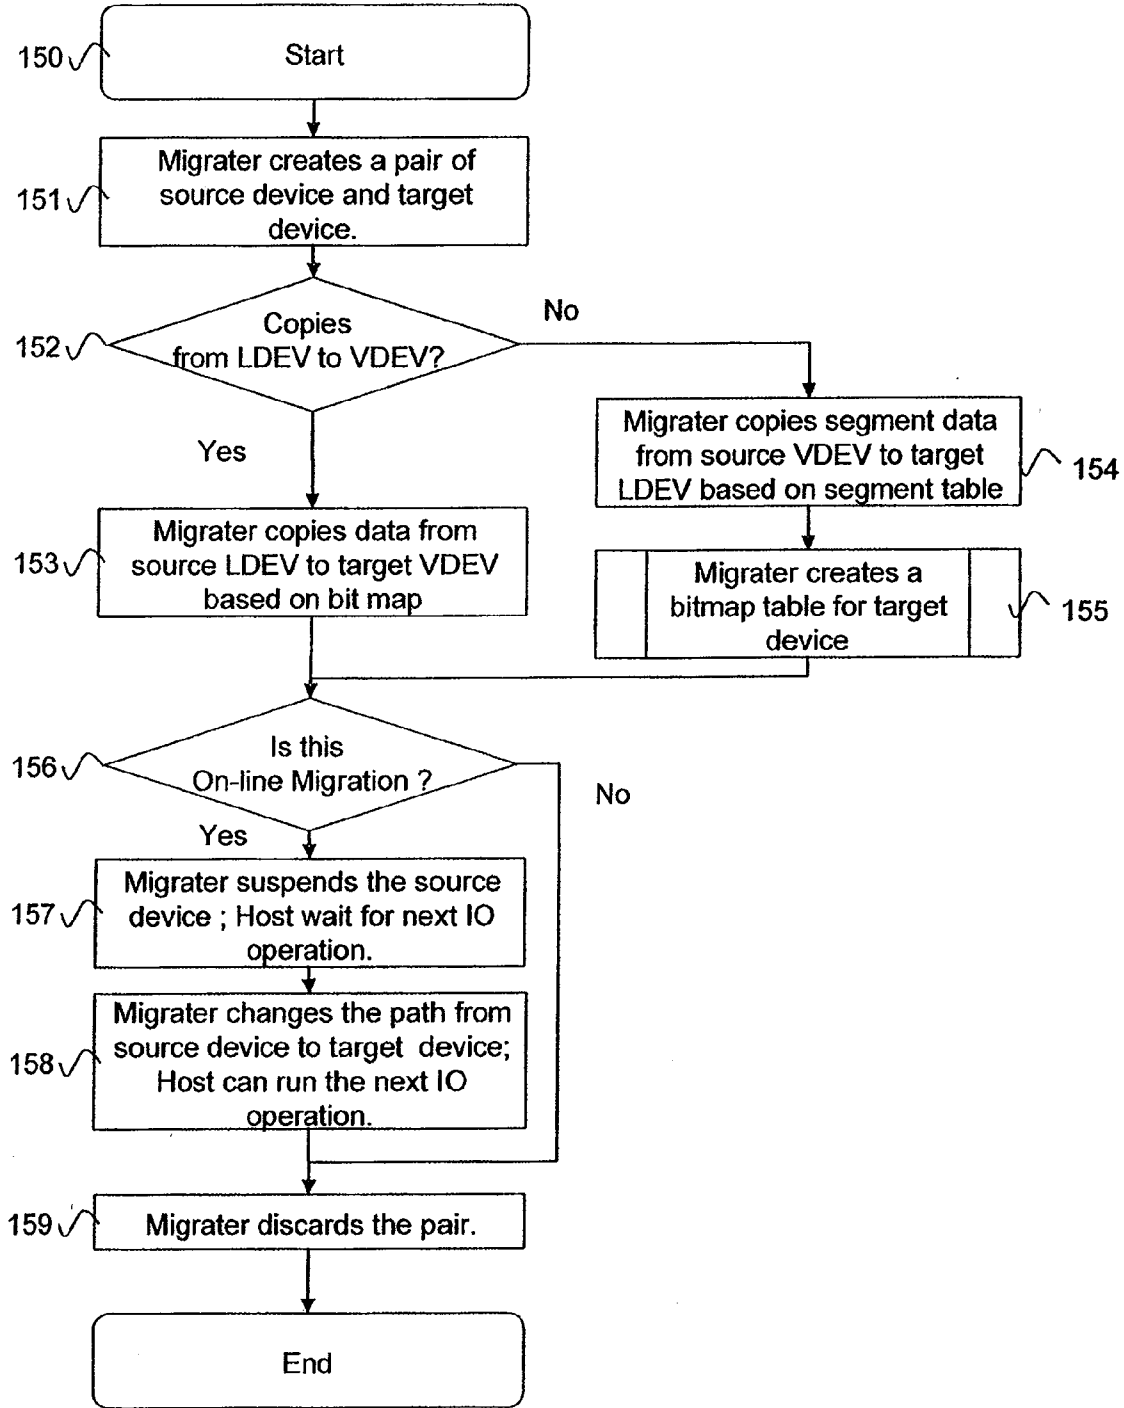 150
Start
151
Migrater creates a pair of
source device and target
device.
152
Copies
from LDEV to VDEV?
No
Yes
Migrater copies segment data
from source VDEV to target
LDEV based on segment table
154
153
Migrater copies data from
source LDEV to target VDEV
based on bit map
Migrater creates a
bitmap table for target
device
155
156
Is this
On-line Migration ?
No
Yes
157
Migrater suspends the source
device ; Host wait for next IO
operation.
158
Migrater changes the path from
source device to target device;
Host can run the next IO
operation.
159
Migrater discards the pair.
End